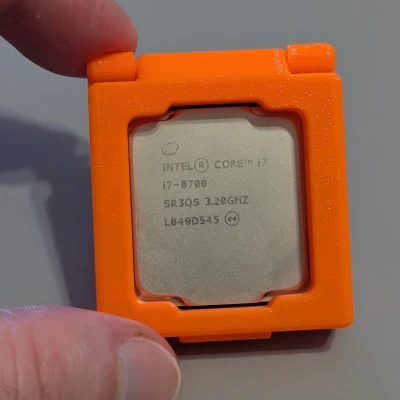 INTEL® CORE™ i7
i7-8700
SR3QS 3.20GHZ
L849D545 e4